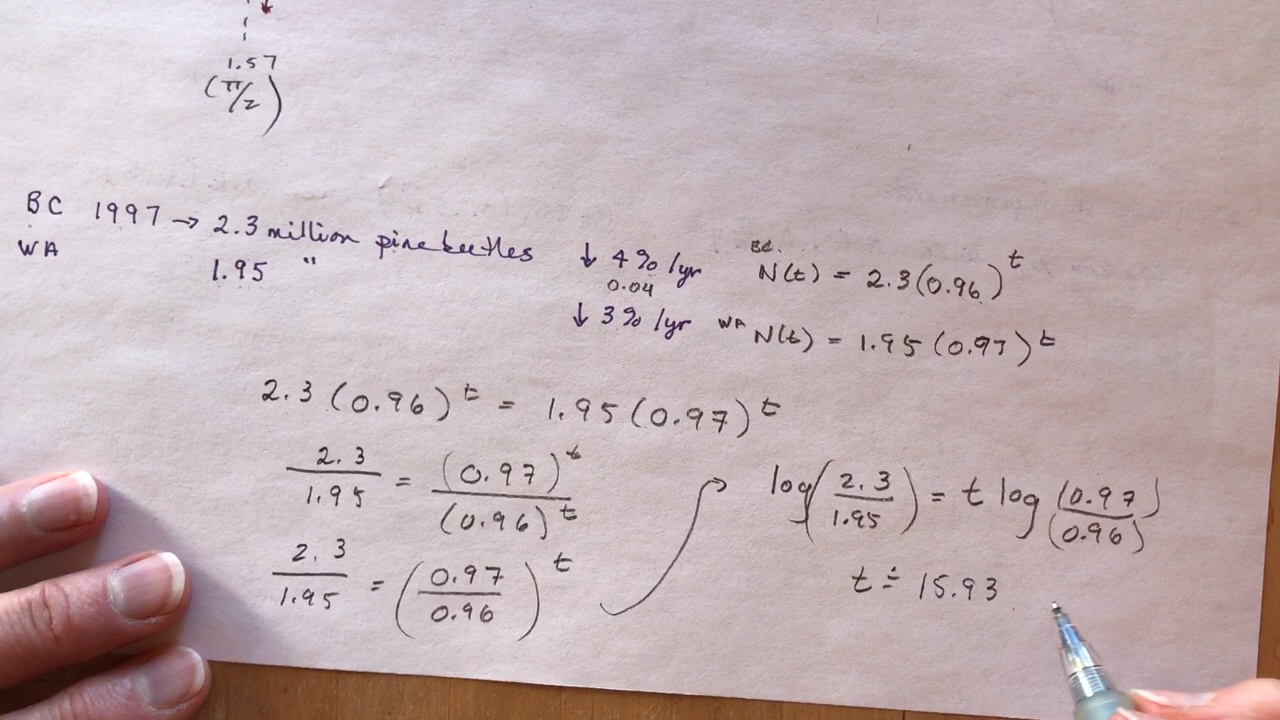 1.57
(π/2)
BC 1997 → 2.3 million pine beetles ↓ 4% /yr BC. N(t) = 2.3(0.96)^t
0.04
WA 1.95 " ↓ 3% /yr WA N(t) = 1.95(0.97)^t
2.3(0.96)^t = 1.95(0.97)^t
2.3/1.95 = (0.97)^t/(0.96)^t
2.3/1.95 = (0.97/0.96)^t
log(2.3/1.95) = t log (0.97)/(0.96)
t ≐ 15.93